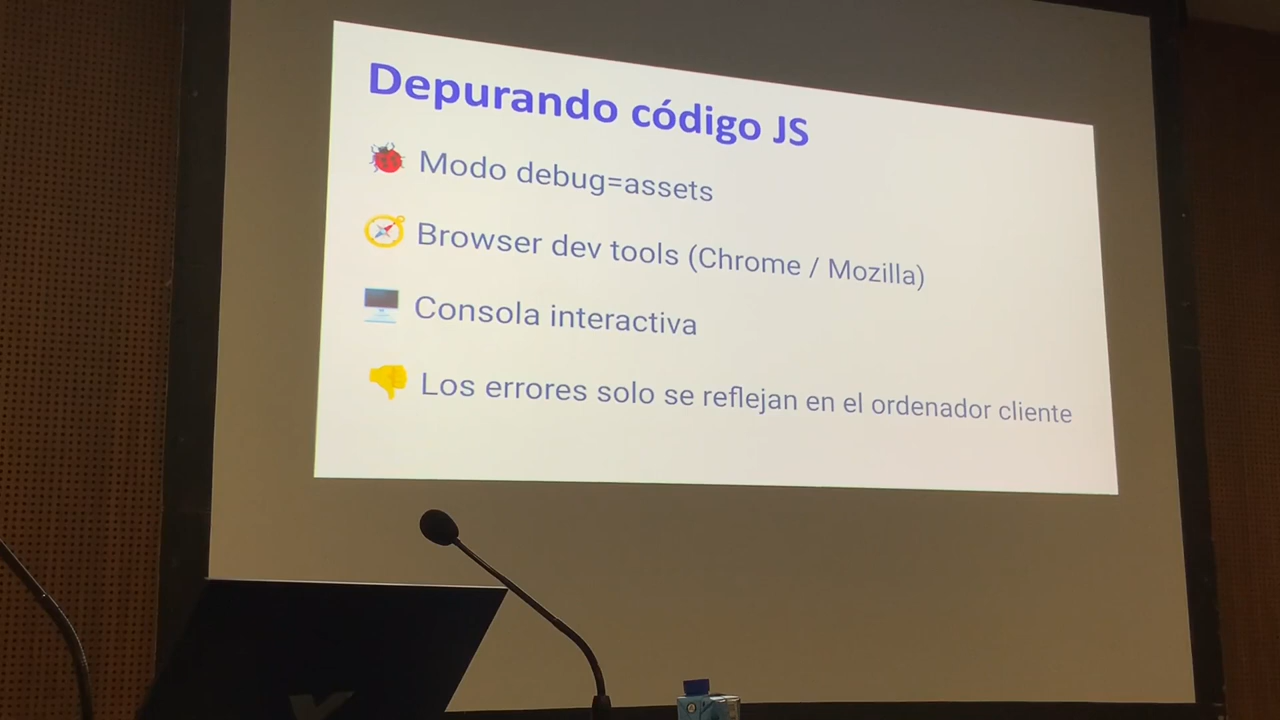 Depurando código JS
Modo debug=assets
Browser dev tools (Chrome / Mozilla)
Consola interactiva
Los errores solo se reflejan en el ordenador cliente